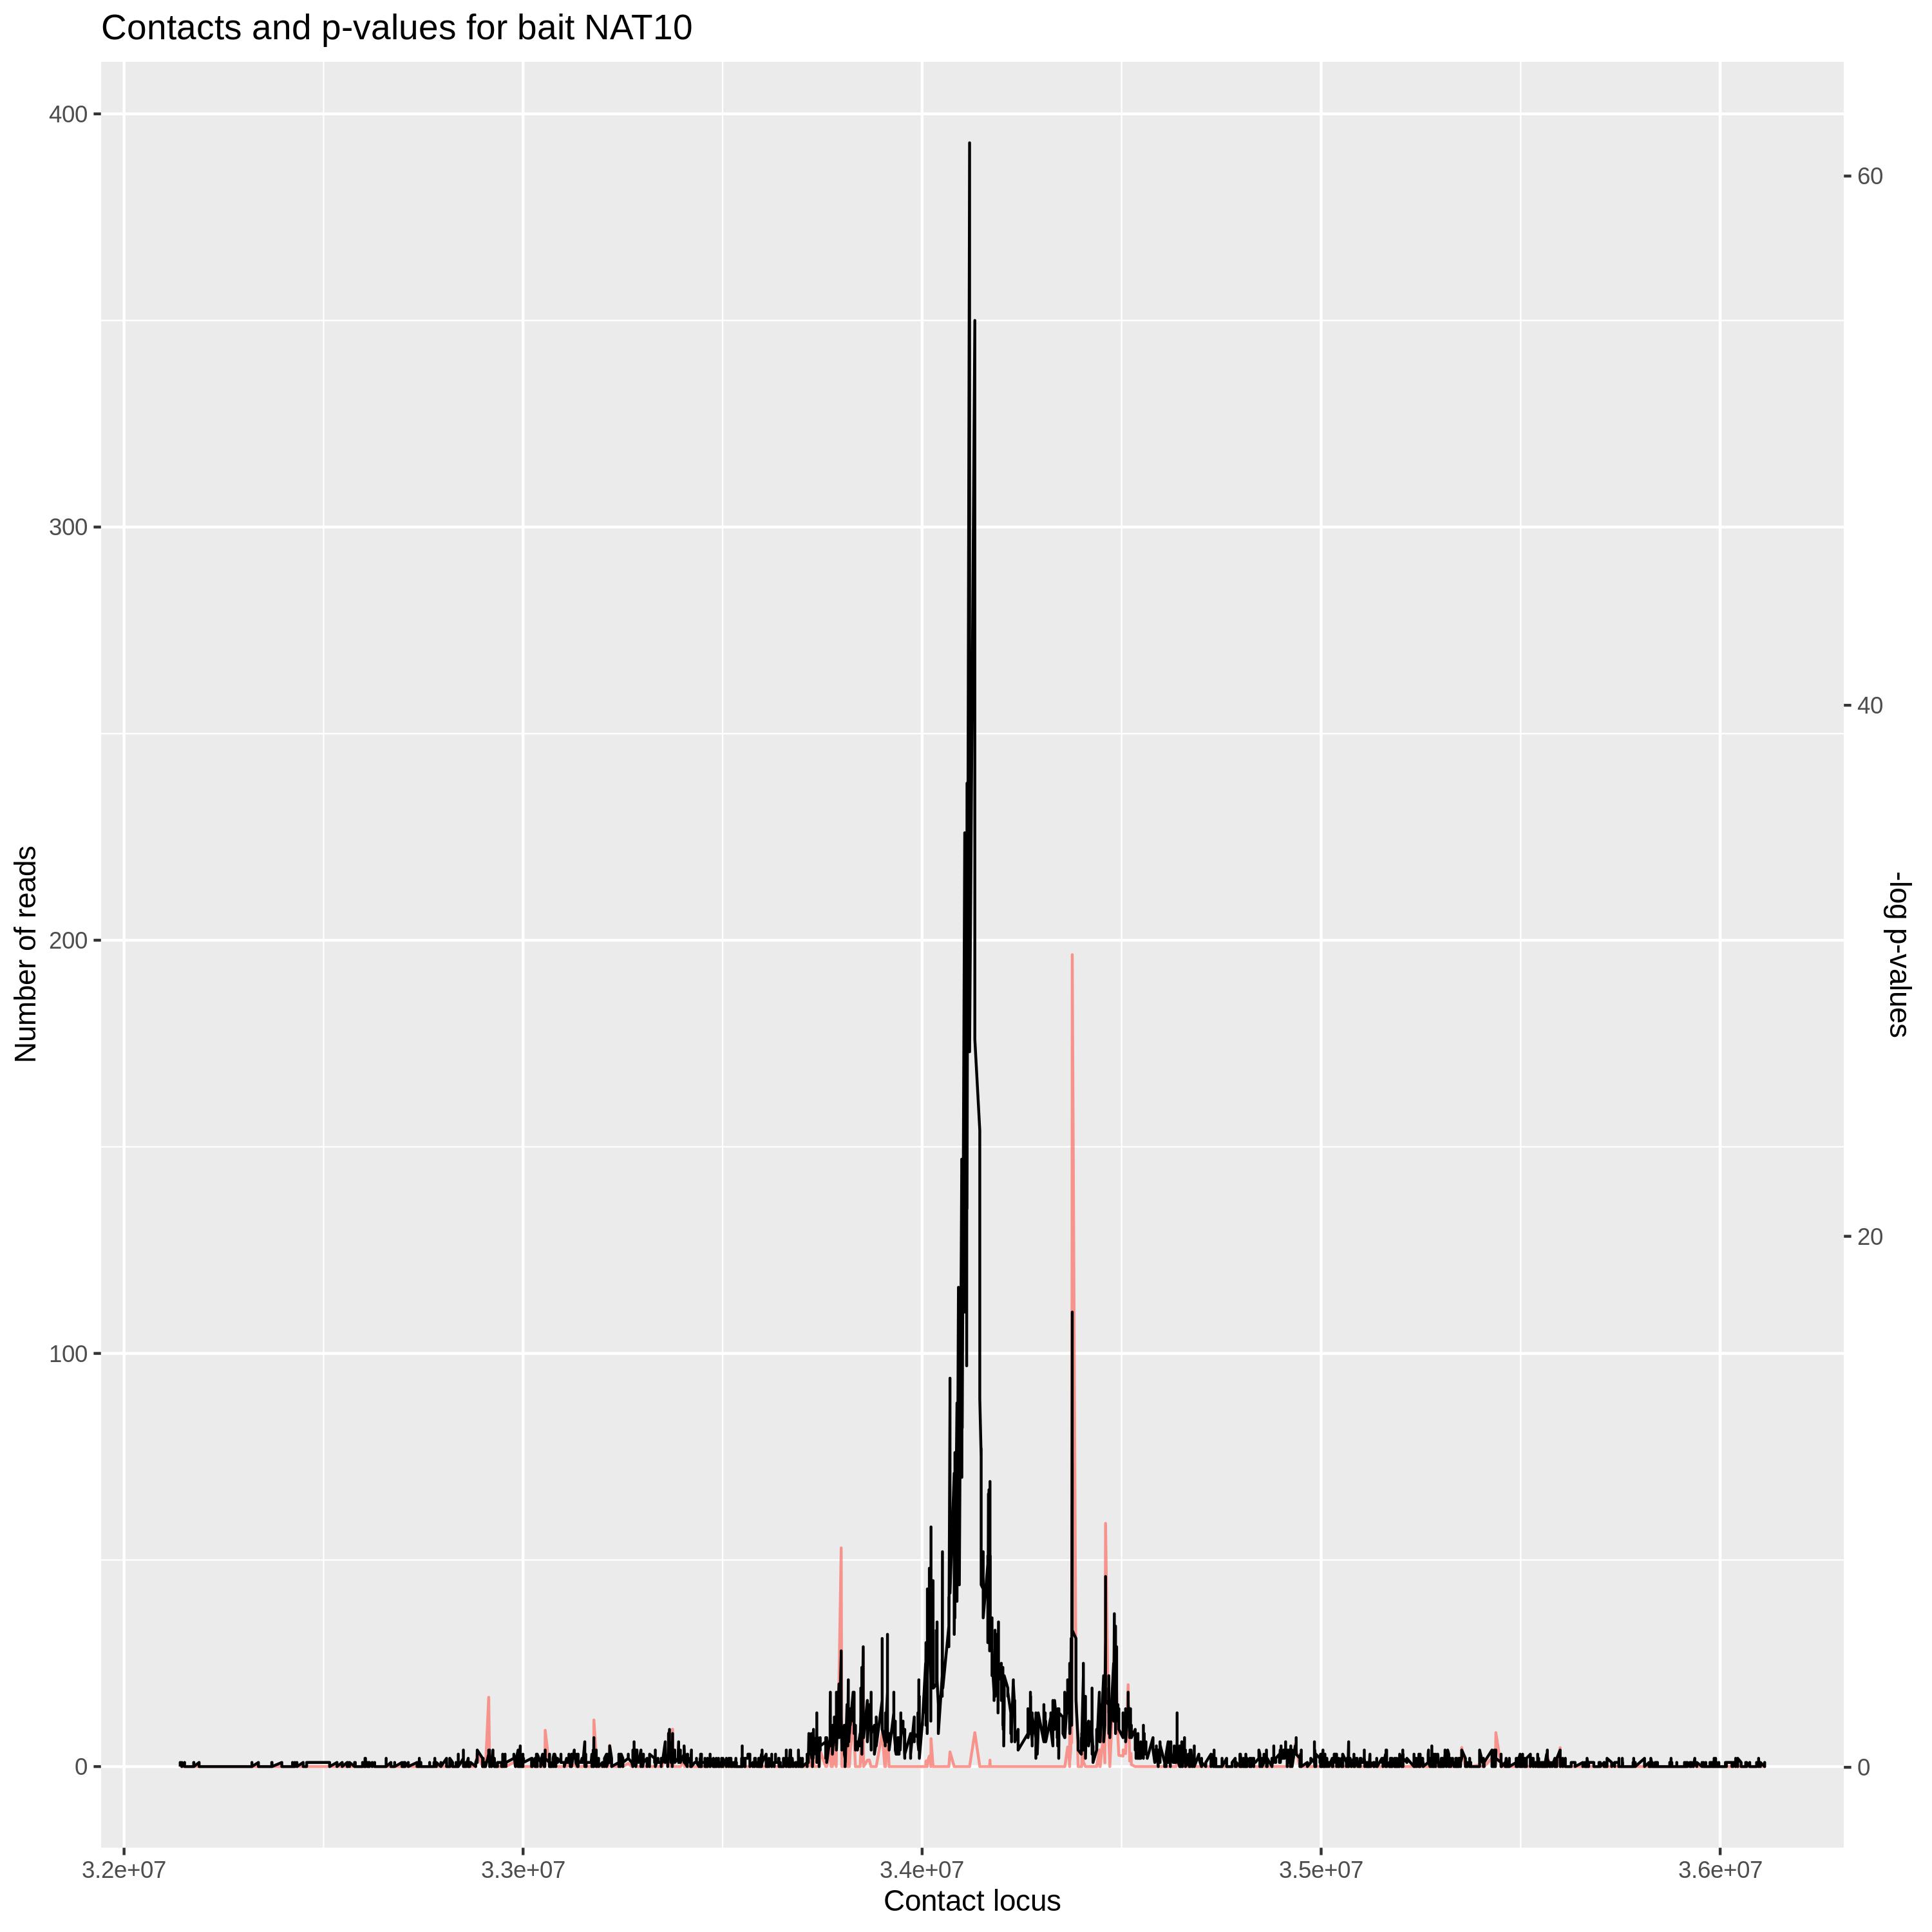 Contacts and p-values for bait NAT10
400
300
200
100
0
60
40
20
0
Number of reads
-log p-values
3.2e+07
3.3e+07
3.4e+07
3.5e+07
3.6e+07
Contact locus